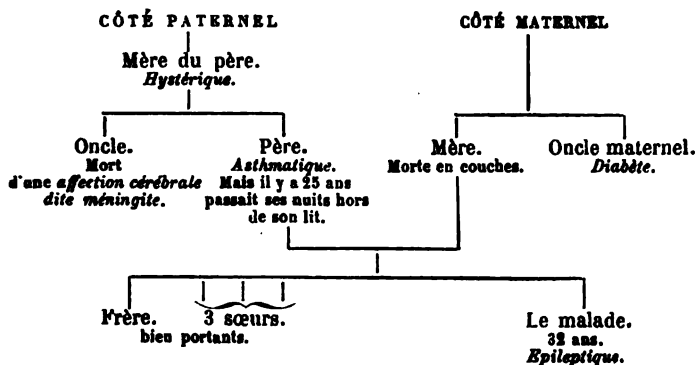 CÔTÉ PATERNEL
CÔTÉ MATERNEL
Mère du père.
Hystérique.
Oncle.
Mort
d'une affection cérébrale
dite méningite.
Père.
Asthmatique.
Mais il y a 25 ans
passait ses nuits hors
de son lit.
Mère.
Morte en couches.
Oncle maternel.
Diabète.
Frère.
3 sœurs.
bien portants.
Le malade.
32 ans.
Epileptique.